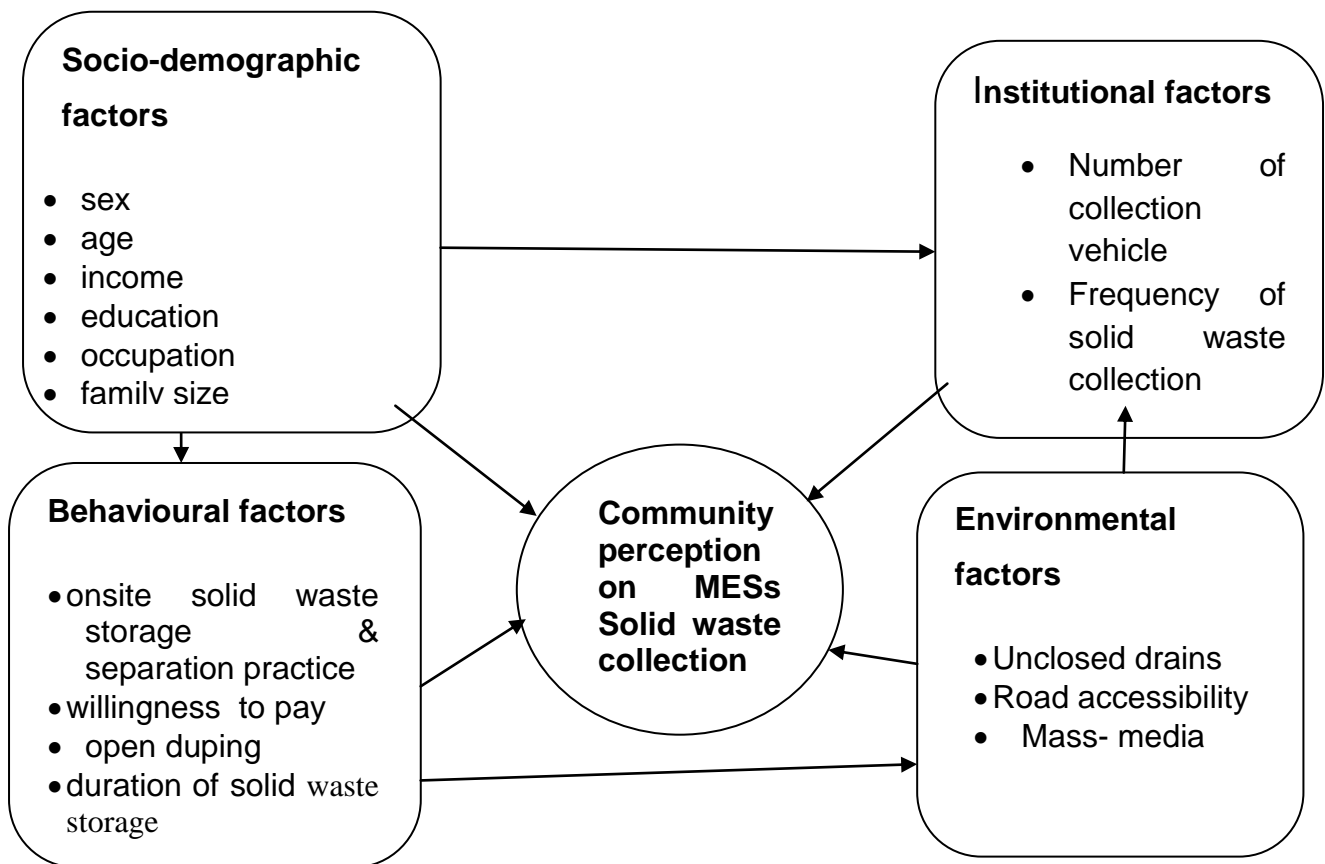 Socio-demographic
factors
• sex
• age
• income
• education
• occupation
• family size
Institutional factors
• Number of
collection
vehicle
• Frequency of
solid waste
collection
Behavioural factors
• onsite solid waste
storage &
separation practice
• willingness to pay
• open duping
• duration of solid waste
storage
Community
perception
on MESs
Solid waste
collection
Environmental
factors
• Unclosed drains
• Road accessibility
• Mass- media